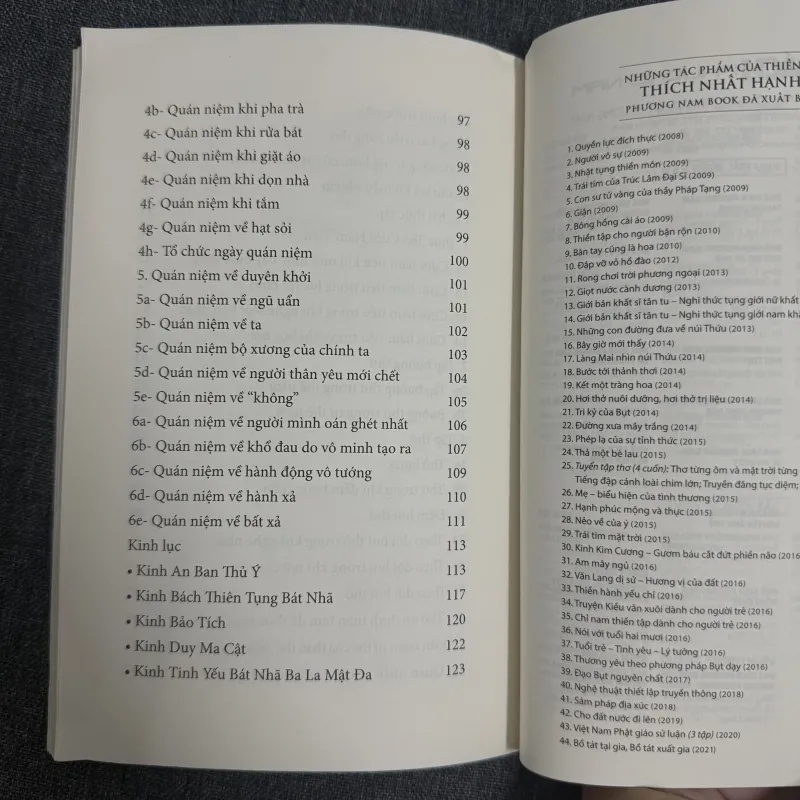 4b- Quán niệm khi pha trà 97
4c- Quán niệm khi rửa bát 98
4d- Quán niệm khi giặt áo 98
4e- Quán niệm khi dọn nhà 98
4f- Quán niệm khi tắm 99
4g- Quán niệm về hạt sỏi 99
4h- Tổ chức ngày quán niệm 100
5. Quán niệm về duyên khởi 101
5a- Quán niệm về ngũ uẩn 101
5b- Quán niệm về ta 102
5c- Quán niệm bộ xương của chính ta 103
5d- Quán niệm về người thân yêu mới chết 104
5e- Quán niệm về “không” 105
6a- Quán niệm về người mình oán ghét nhất 106
6b- Quán niệm về khổ đau do vô minh tạo ra 107
6c- Quán niệm về hành động vô tướng 109
6d- Quán niệm về hành xả 110
6e- Quán niệm về bất xả 111
Kinh lục 113
• Kinh An Ban Thủ Ý 113
• Kinh Bách Thiên Tụng Bát Nhã 117
• Kinh Bảo Tích 120
• Kinh Duy Ma Cật 122
• Kinh Tinh Yếu Bát Nhã Ba La Mật Đa 123
NHỮNG TÁC PHẨM CỦA THIỀN
THÍCH NHẤT HẠNH
PHƯƠNG NAM BOOK ĐÃ XUẤT B
1. Quyền lực đích thực (2008)
2. Người vô sự (2009)
3. Nhật tụng thiền môn (2009)
4. Trái tim của Trúc Lâm Đại Sĩ (2009)
5. Con sư tử vàng của thầy Pháp Tạng (2009)
6. Giận (2009)
7. Bông hồng cài áo (2009)
8. Thiền tập cho người bận rộn (2010)
9. Bàn tay cũng là hoa (2010)
10. Đập vỡ vỏ hồ đào (2012)
11. Rong chơi trời phương ngoại (2013)
12. Giọt nước cành dương (2013)
13. Giới bản khất sĩ tân tu – Nghi thức tụng giới nữ khất
14. Giới bản khất sĩ tân tu – Nghi thức tụng giới nam khấ
15. Những con đường đưa về núi Thứu (2013)
16. Bây giờ mới thấy (2014)
17. Làng Mai nhìn núi Thứu (2014)
18. Bước tới thảnh thơi (2014)
19. Kết một tràng hoa (2014)
20. Hơi thở nuôi dưỡng, hơi thở trị liệu (2014)
21. Tri kỷ của Bụt (2014)
22. Đường xưa mây trắng (2014)
23. Phép lạ của sự tỉnh thức (2015)
24. Thả một bè lau (2015)
25. Tuyển tập thơ (4 cuốn): Thơ từng ôm và mặt trời từng
Tiếng đập cánh loài chim lớn; Truyền đăng tục diệm;
26. Mẹ – biểu hiện của tình thương (2015)
27. Hạnh phúc mộng và thực (2015)
28. Nẻo về của ý (2015)
29. Trái tim mặt trời (2015)
30. Kinh Kim Cương – Gươm báu cắt đứt phiền não (2016
31. Am mây ngủ (2016)
32. Văn Lang dị sử – Hương vị của đất (2016)
33. Thiền hành yếu chỉ (2016)
34. Truyện Kiều văn xuôi dành cho người trẻ (2016)
35. Chỉ nam thiền tập dành cho người trẻ (2016)
36. Nói với tuổi hai mươi (2016)
37. Tuổi trẻ – Tình yêu – Lý tưởng (2016)
38. Thương yêu theo phương pháp Bụt dạy (2016)
39. Đạo Bụt nguyên chất (2017)
40. Nghệ thuật thiết lập truyền thông (2018)
41. Sám pháp địa xúc (2018)
42. Cho đất nước đi lên (2019)
43. Việt Nam Phật giáo sử luận (3 tập) (2020)
44. Bồ tát tại gia, Bồ tát xuất gia (2021)